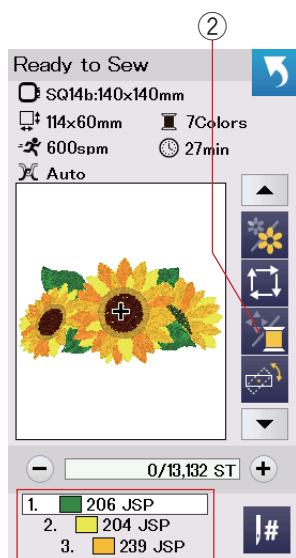 ②
Ready to Sew
SQ14b:140×140mm
114×60mm 7Colors
600spm 27min
Auto
0/13,132 ST
1. 206 JSP
2. 204 JSP
3. 239 JSP
#